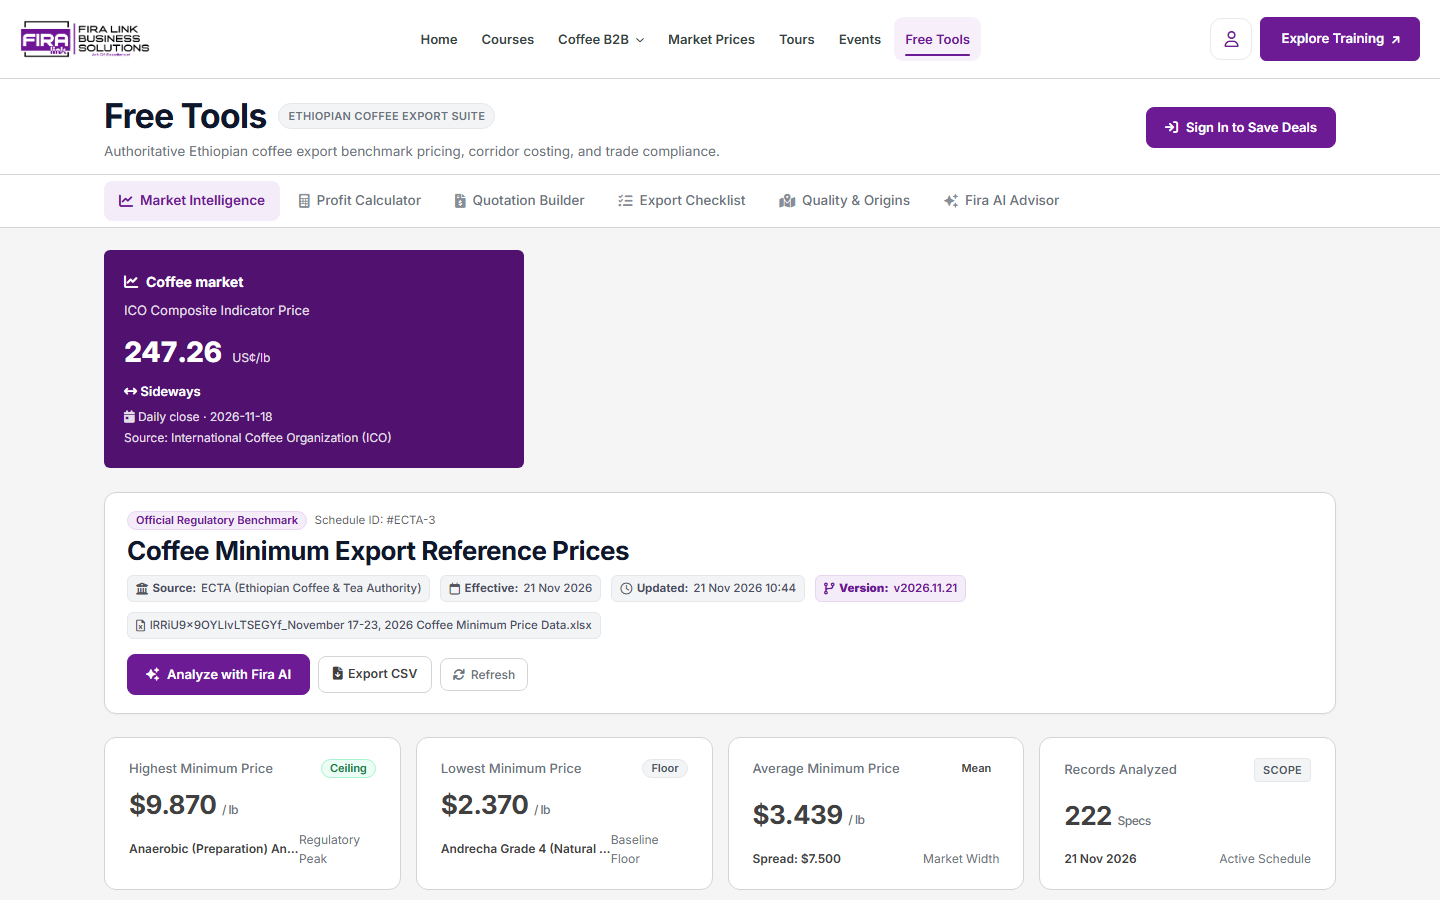 FIRA
FIRA LINK
BUSINESS
SOLUTIONS
Home
Courses
Coffee B2B
Market Prices
Tours
Events
Free Tools
Explore Training
Free Tools
ETHIOPIAN COFFEE EXPORT SUITE
Authoritative Ethiopian coffee export benchmark pricing, corridor costing, and trade compliance.
Sign In to Save Deals
Market Intelligence
Profit Calculator
Quotation Builder
Export Checklist
Quality & Origins
Fira AI Advisor
Coffee market
ICO Composite Indicator Price
247.26 US¢/lb
Sideways
Daily close · 2026-11-18
Source: International Coffee Organization (ICO)
Official Regulatory Benchmark
Schedule ID: #ECTA-3
Coffee Minimum Export Reference Prices
Source: ECTA (Ethiopian Coffee & Tea Authority)
Effective: 21 Nov 2026
Updated: 21 Nov 2026 10:44
Version: v2026.11.21
IRRiU9×9OYLIvLTSEGYf_November 17-23, 2026 Coffee Minimum Price Data.xlsx
Analyze with Fira AI
Export CSV
Refresh
Highest Minimum Price
Ceiling
$9.870 / lb
Anaerobic (Preparation) An...
Regulatory
Peak
Lowest Minimum Price
Floor
$2.370 / lb
Andrecha Grade 4 (Natural ...
Baseline
Floor
Average Minimum Price
Mean
$3.439 / lb
Spread: $7.500
Market Width
Records Analyzed
SCOPE
222 Specs
21 Nov 2026
Active Schedule